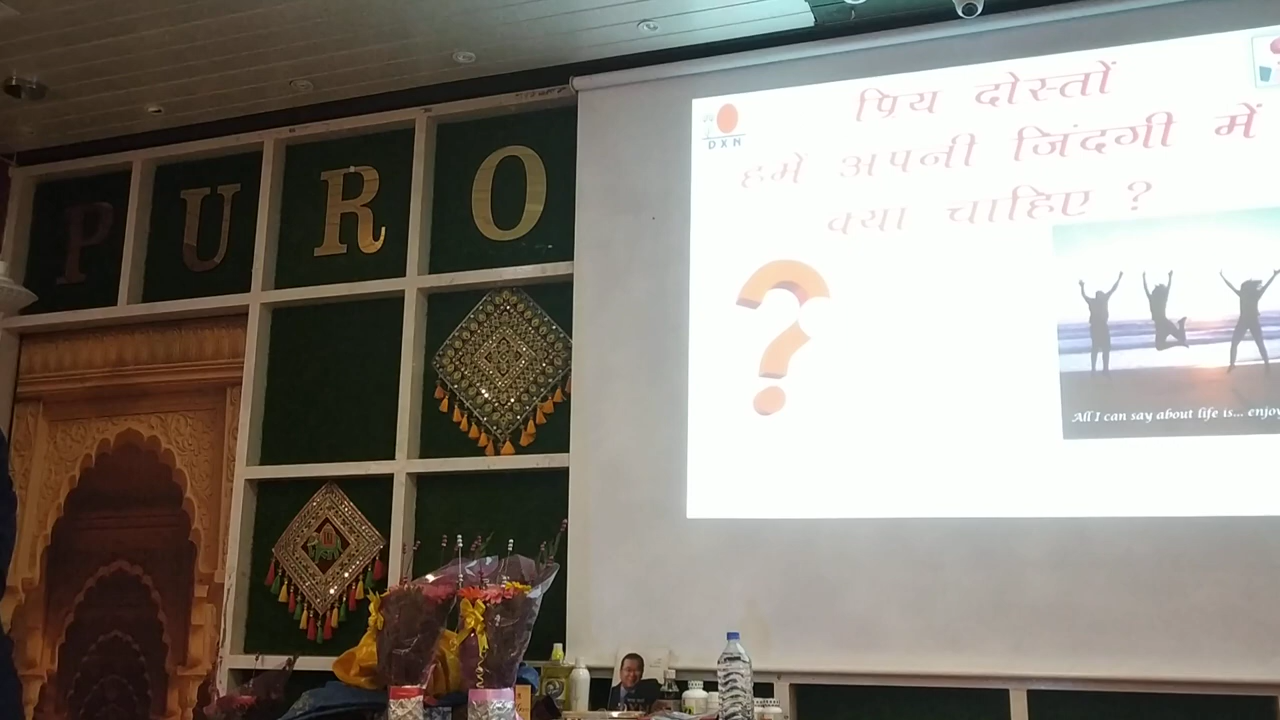 PURO
DXN
प्रिय दोस्तों
हमे अपनी जिंदगी में
क्या चाहिए ?
All I can say about life is... enjoy